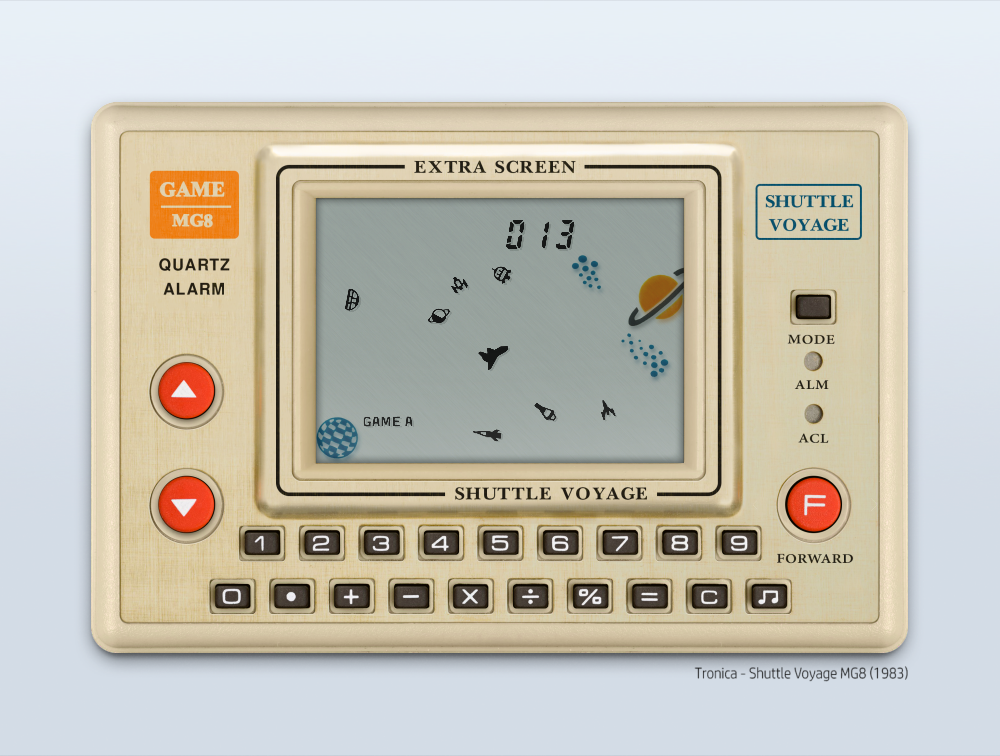 EXTRA SCREEN
GAME
MG8
SHUTTLE
VOYAGE
013
QUARTZ
ALARM
MODE
ALM
ACL
GAME A
SHUTTLE VOYAGE
F
FORWARD
1 2 3 4 5 6 7 8 9
0 • + − × ÷ % = C ♫
Tronica - Shuttle Voyage MG8 (1983)